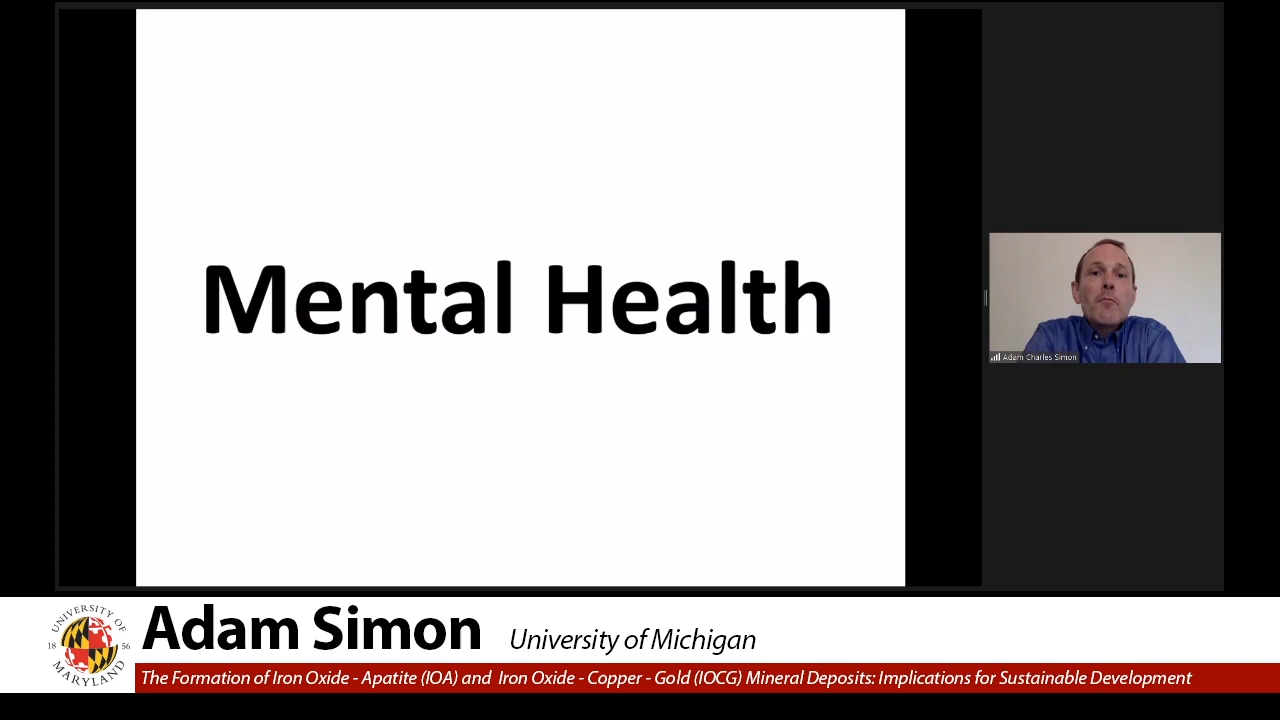 Mental Health
Adam Charles Simon
UNIVERSITY OF
18 56
MARYLAND
Adam Simon University of Michigan
The Formation of Iron Oxide - Apatite (IOA) and Iron Oxide - Copper - Gold (IOCG) Mineral Deposits: Implications for Sustainable Development